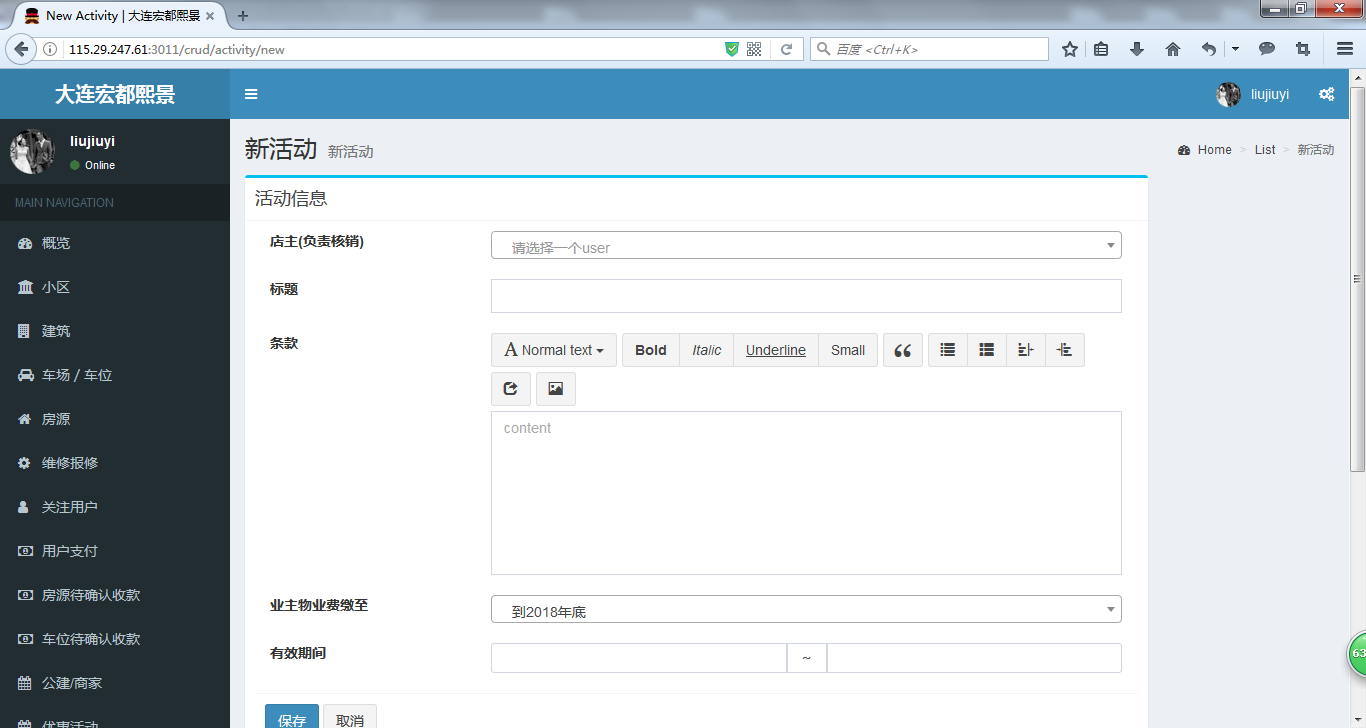 New Activity | 大连宏都熙景
115.29.247.61:3011/crud/activity/new
百度 <Ctrl+K>
大连宏都熙景
liujiuyi
liujiuyi
Online
新活动 新活动
Home > List > 新活动
MAIN NAVIGATION
概览
小区
建筑
车场 / 车位
房源
维修报修
关注用户
用户支付
房源待确认收款
车位待确认收款
公建/商家
优惠活动
活动信息
店主(负责核销)
请选择一个user
标题
条款
A Normal text
Bold
Italic
Underline
Small
content
业主物业费缴至
到2018年底
有效期间
~
保存
取消
63